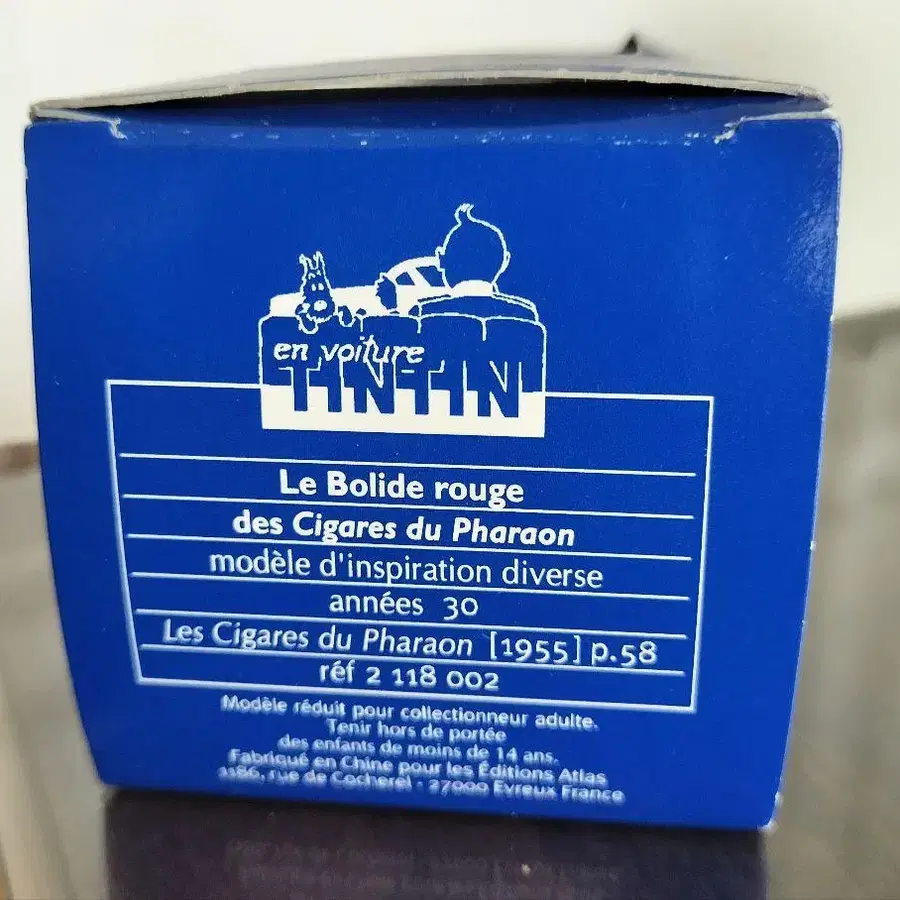 en voiture
TINTIN
Le Bolide rouge
des Cigares du Pharaon
modèle d'inspiration diverse
années 30
Les Cigares du Pharaon [1955] p.58
réf 2 118 002
Modèle réduit pour collectionneur adulte.
Tenir hors de portée
des enfants de moins de 14 ans.
Fabriqué en Chine pour les Éditions Atlas
1186, rue de Cocherel - 27000 Evreux France